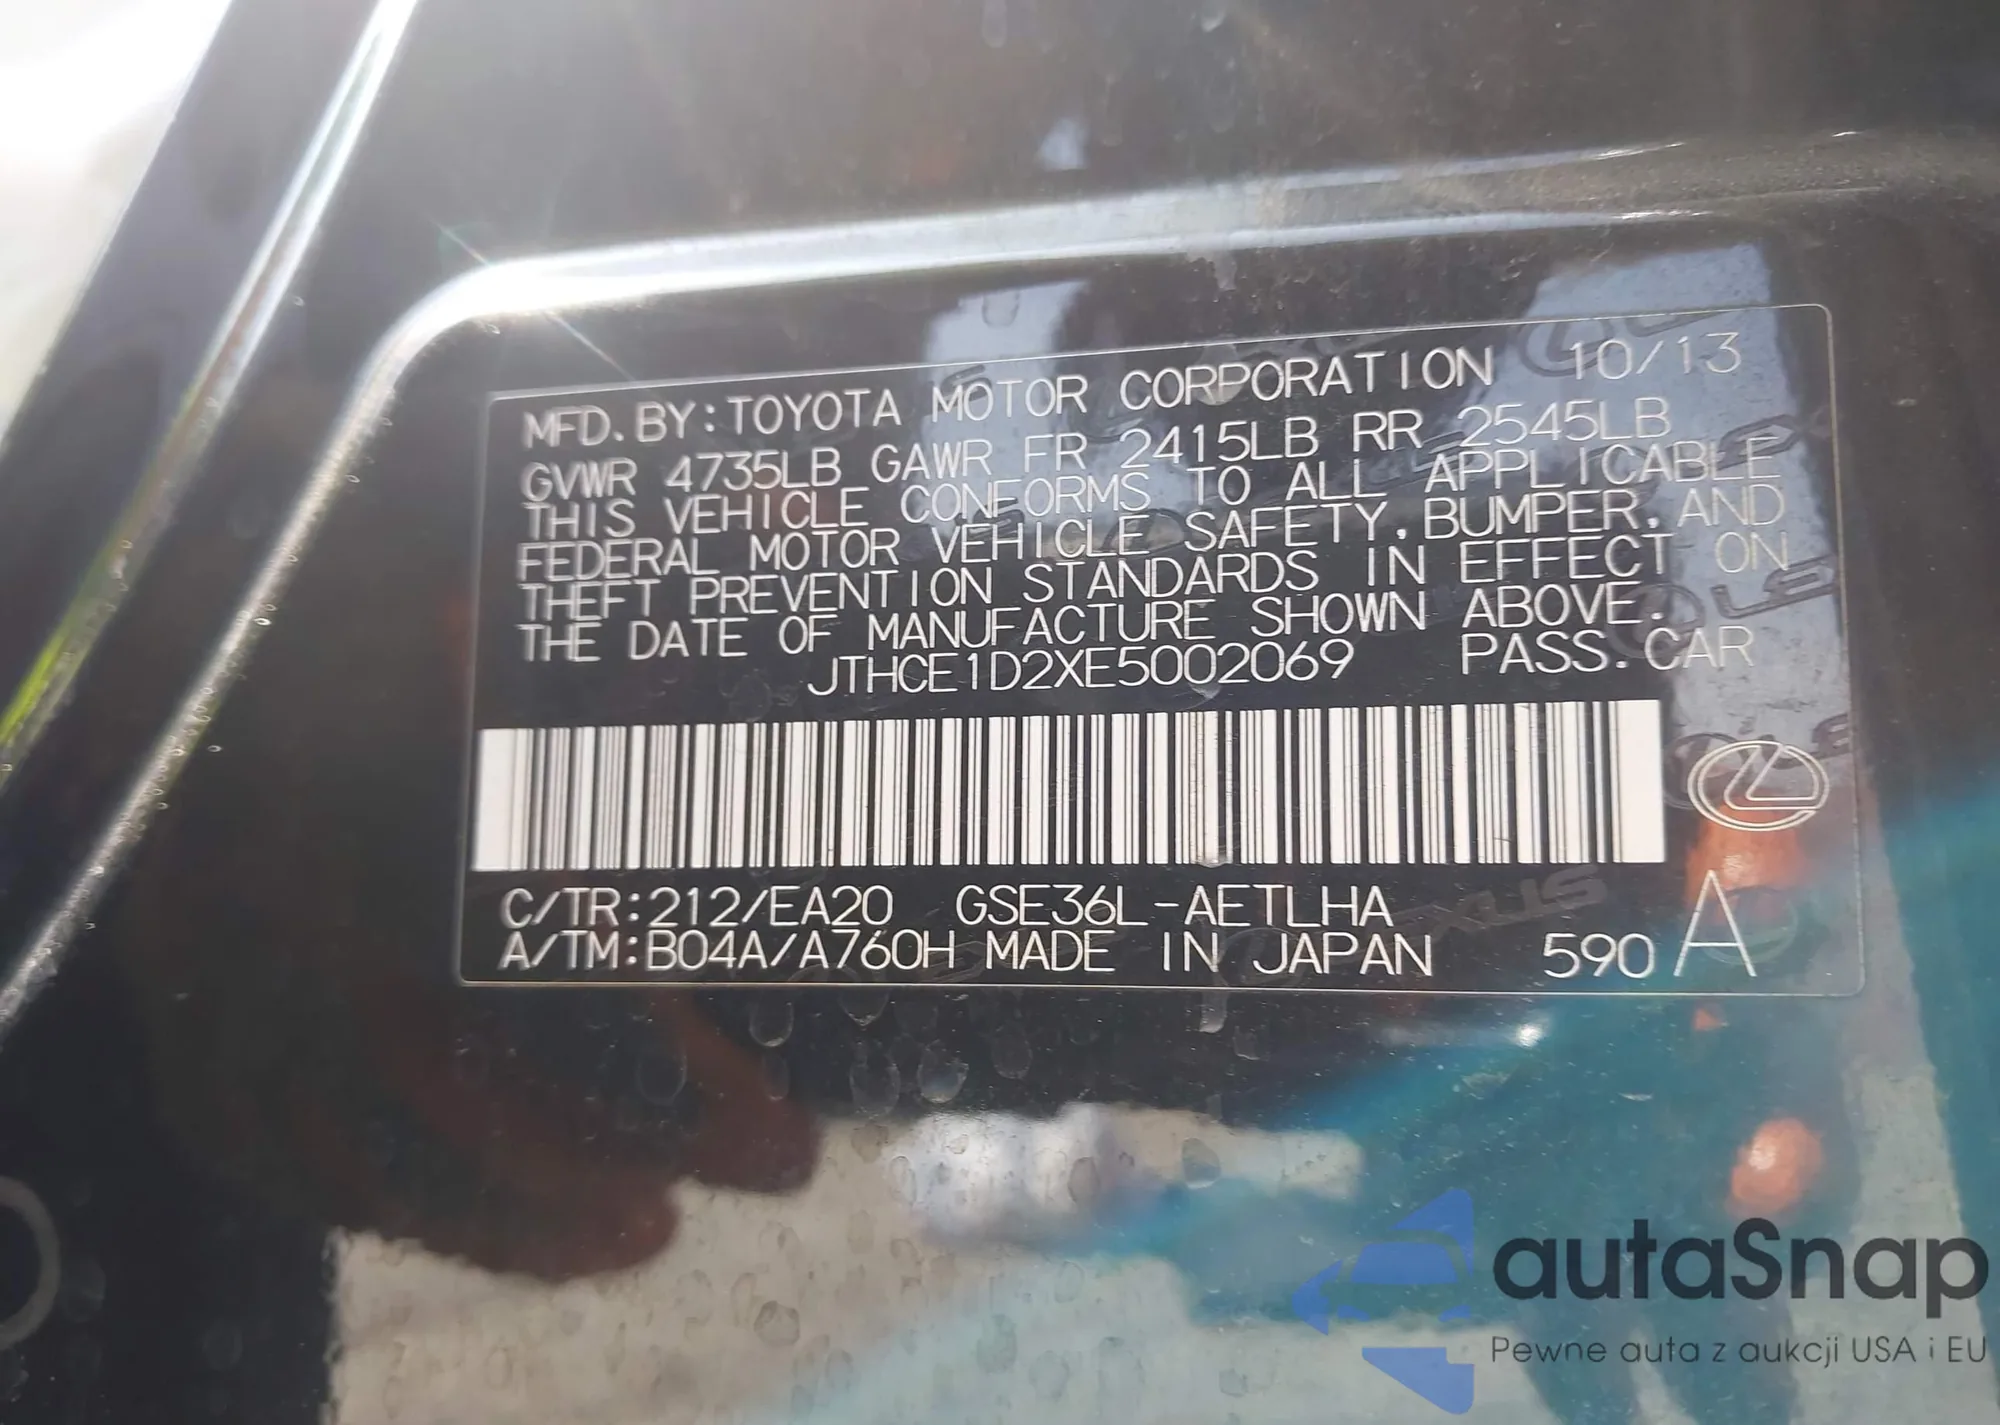 MFD. BY: TOYOTA MOTOR CORPORATION 10/13
GVWR 4735LB GAWR FR 2415LB RR 2545LB
THIS VEHICLE CONFORMS TO ALL APPLICABLE
FEDERAL MOTOR VEHICLE SAFETY, BUMPER, AND
THEFT PREVENTION STANDARDS IN EFFECT ON
THE DATE OF MANUFACTURE SHOWN ABOVE.
JTHCE1D2XE5002069 PASS. CAR
C/TR: 212/EA20 GSE36L-AETLHA
A/TM: B04A/A760H MADE IN JAPAN 590 A
LEXUS
autaSnap
Pewne auta z aukcji USA i EU